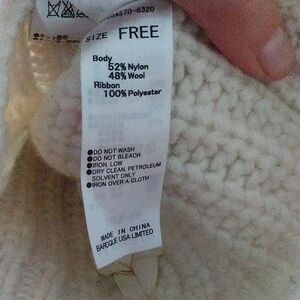 SIZE FREE
Body
52% Nylon
48% Wool
Ribbon
100% Polyester
●DO NOT WASH
●DO NOT BLEACH
●IRON, LOW
●DRY CLEAN, PETROLEUM
SOLVENT ONLY
●IRON OVER A CLOTH
MADE IN CHINA
BAROQUE USA LIMITED